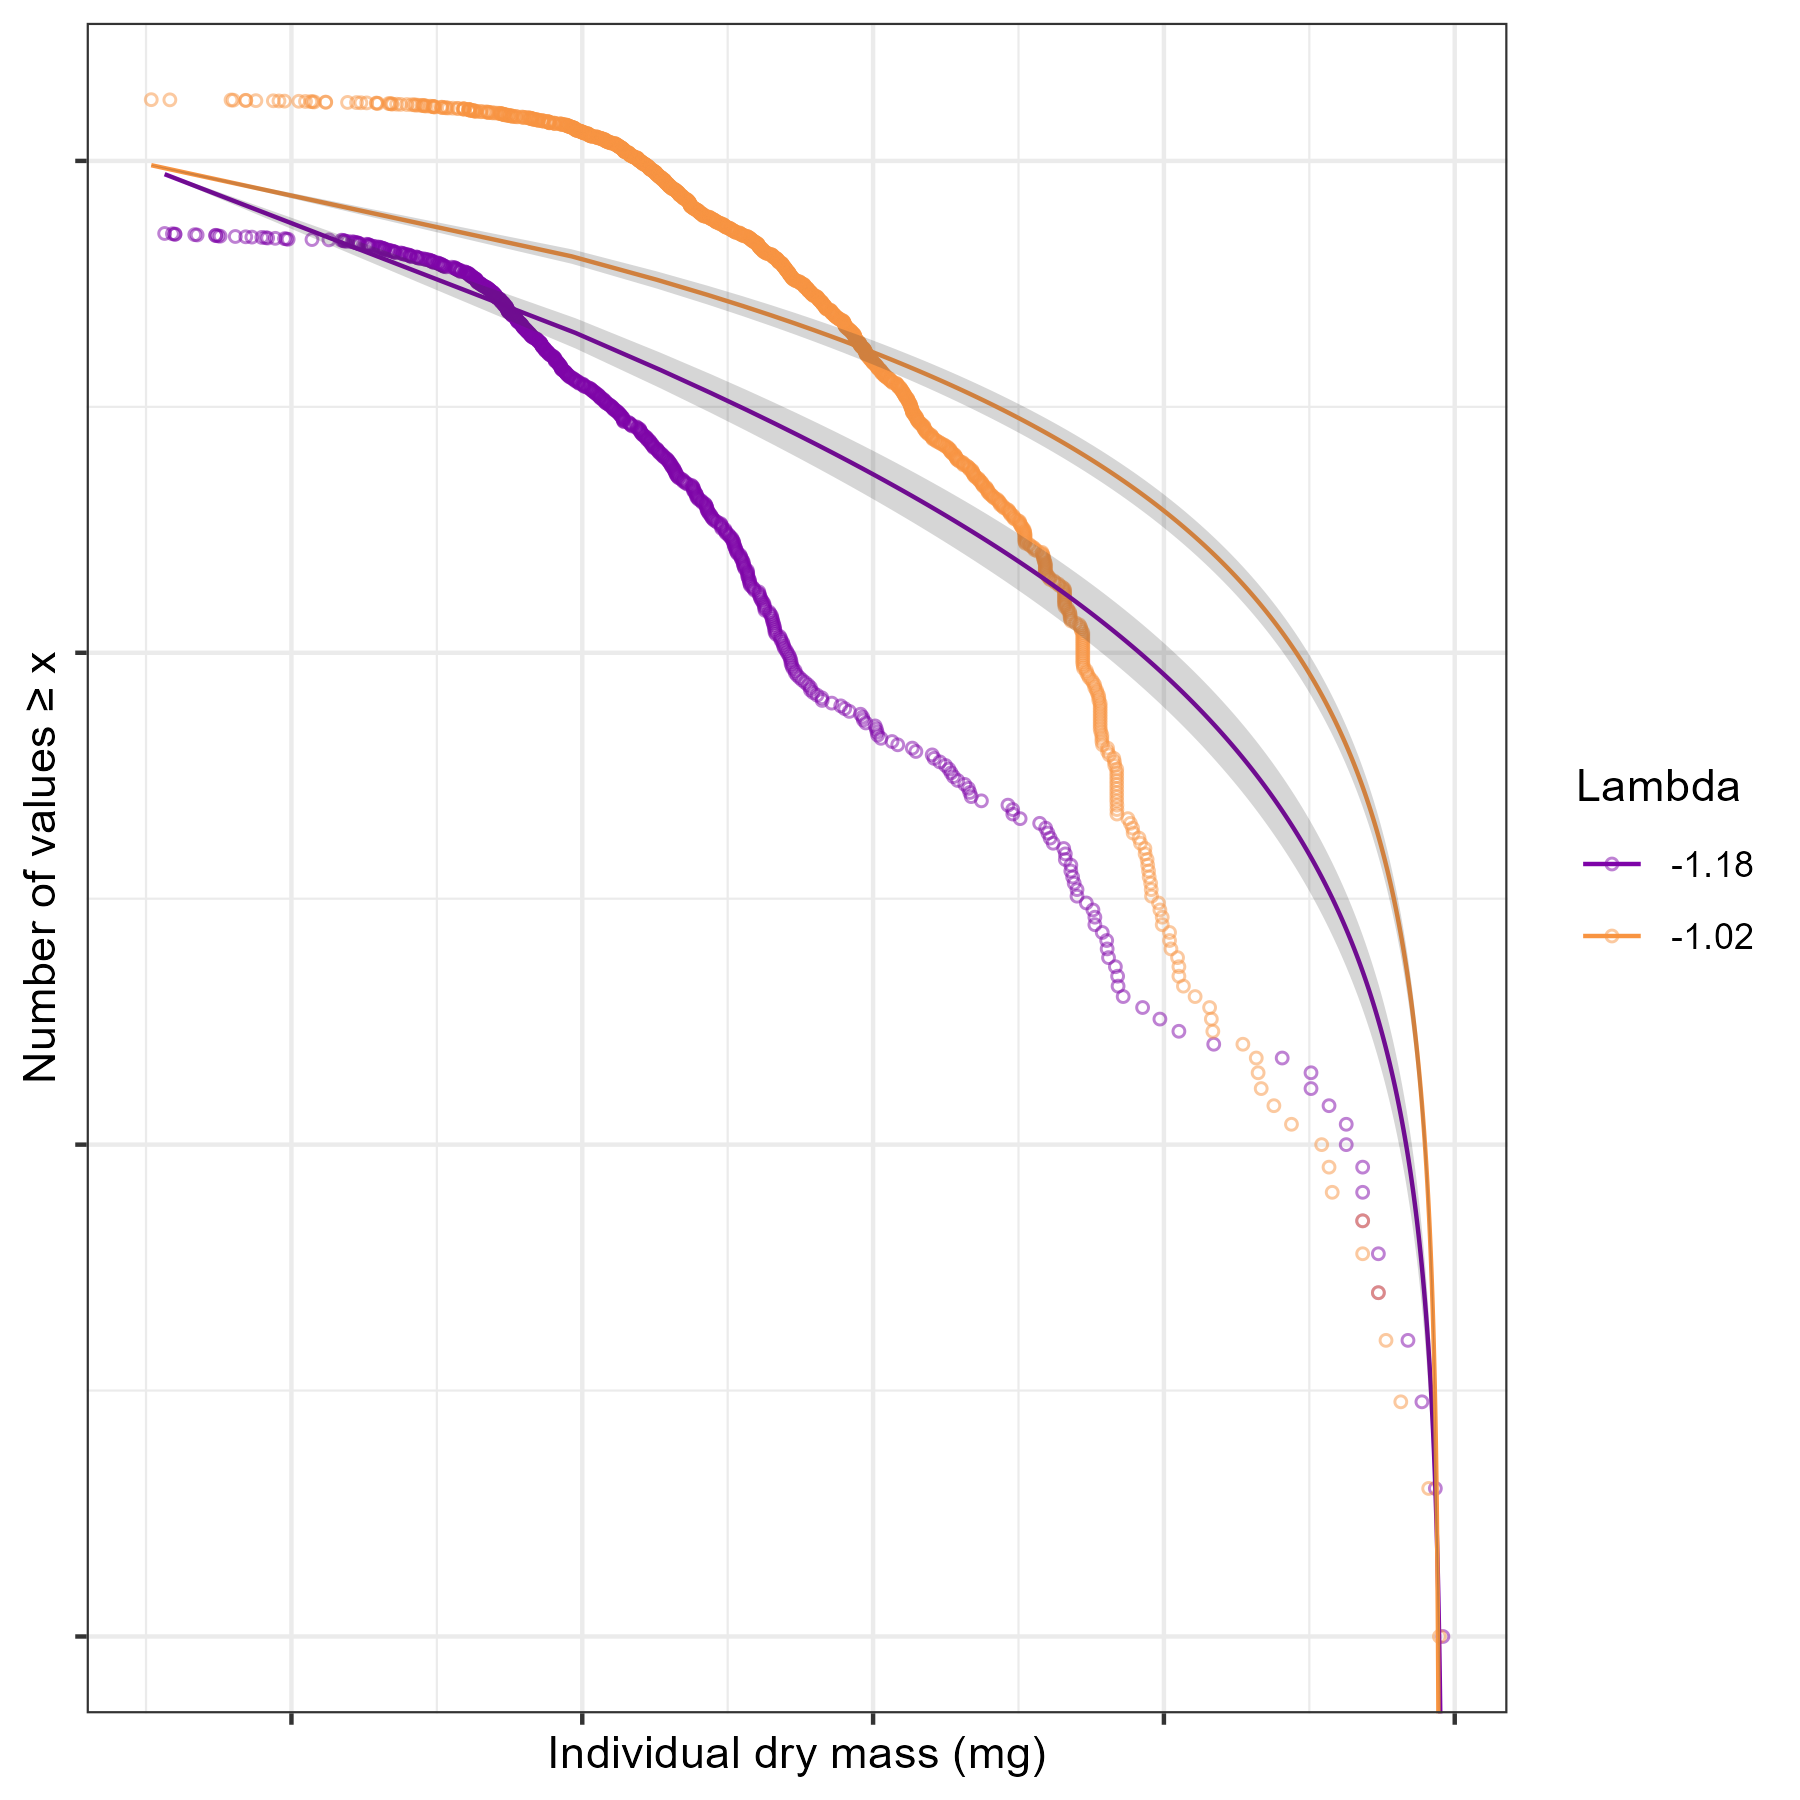 Number of values ≥ x
Individual dry mass (mg)
Lambda
-1.18
-1.02